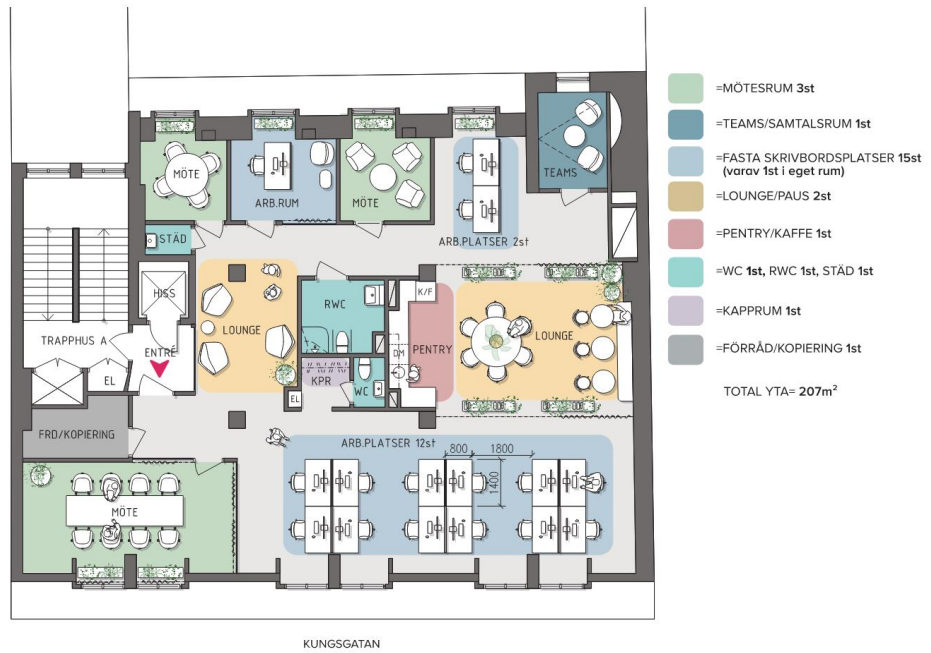 MÖTE
ARB.RUM
MÖTE
TEAMS
STÄD
ARB.PLATSER 2st
HISS
LOUNGE
RWC
K/F
PENTRY
LOUNGE
TRAPPHUS A
ENTRÉ
DM
EL
KPR
WC
EL
FRD/KOPIERING
ARB.PLATSER 12st
800
1800
1400
MÖTE
=MÖTESRUM 3st
=TEAMS/SAMTALSRUM 1st
=FASTA SKRIVBORDSPLATSER 15st
(varav 1st i eget rum)
=LOUNGE/PAUS 2st
=PENTRY/KAFFE 1st
=WC 1st, RWC 1st, STÄD 1st
=KAPPRUM 1st
=FÖRRÅD/KOPIERING 1st
TOTAL YTA= 207m²
KUNGSGATAN